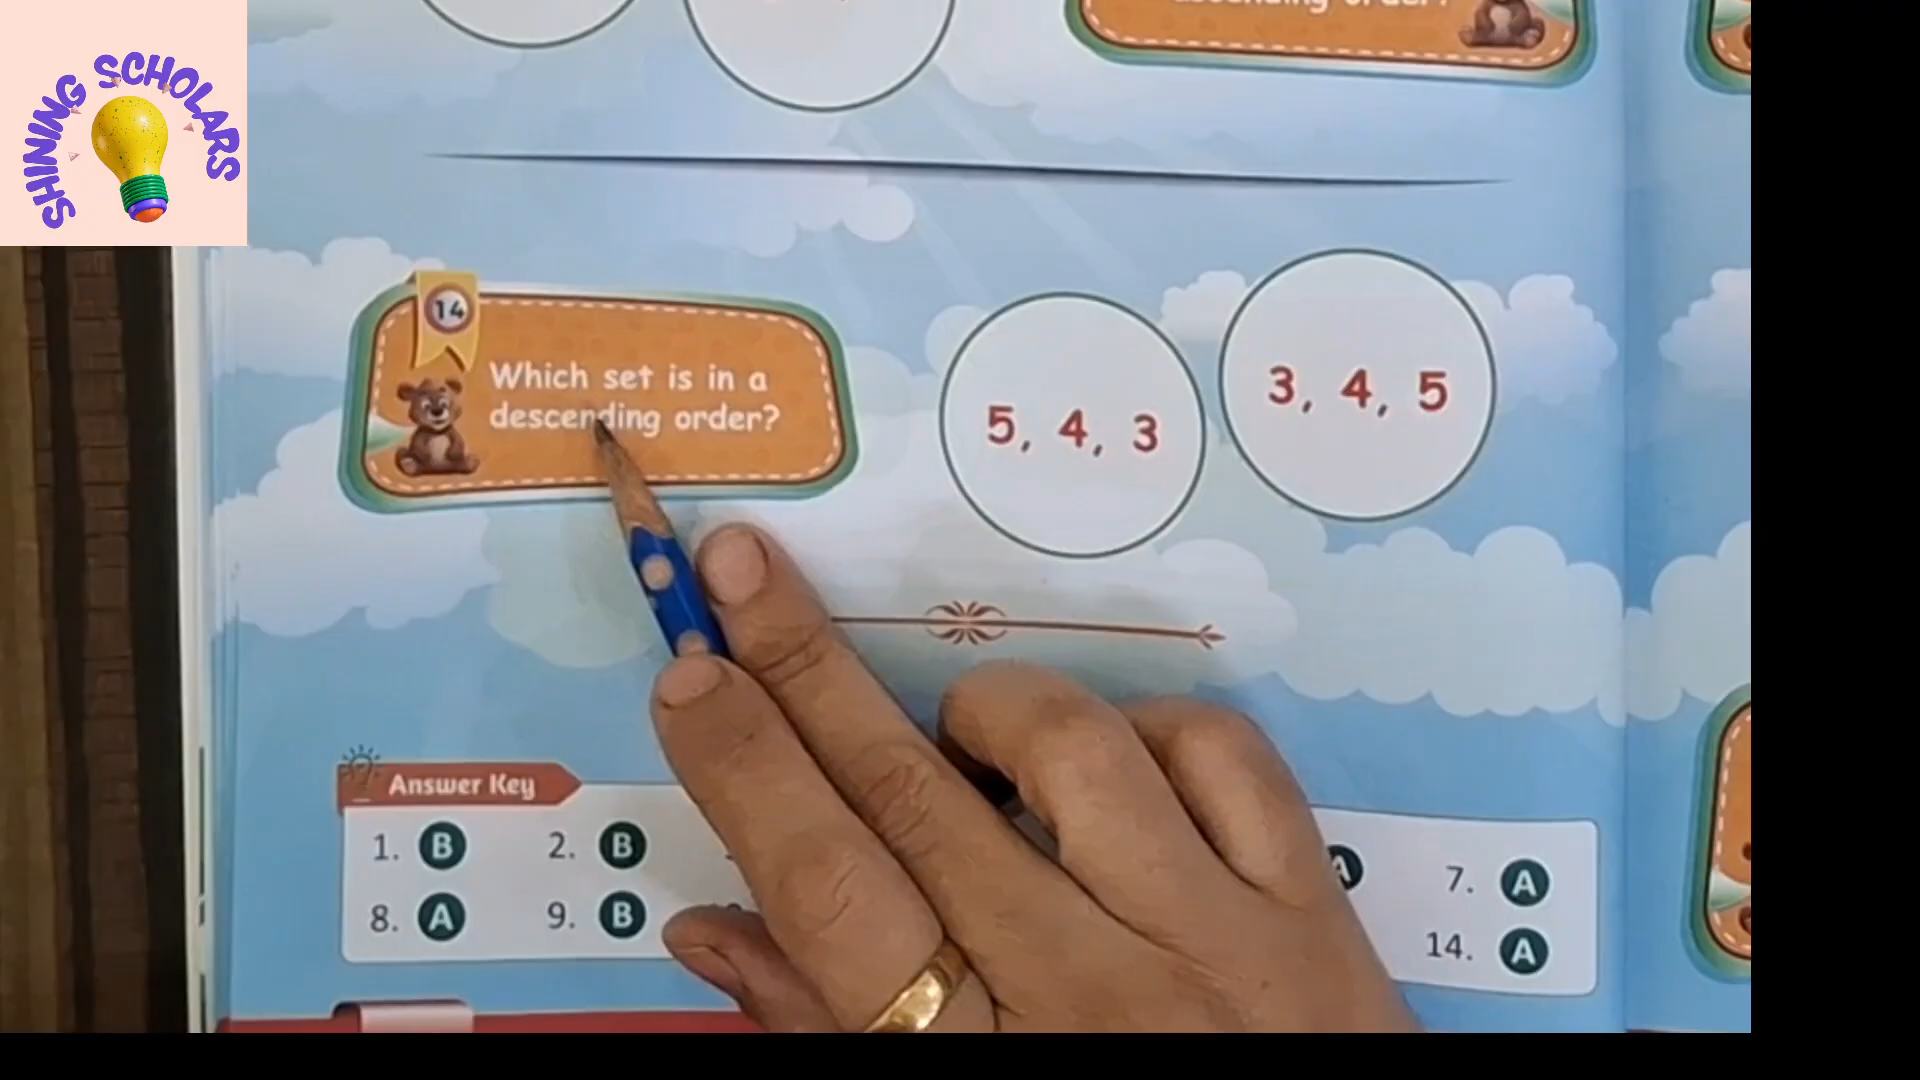 SHINING SCHOLARS
14
Which set is in a
descending order?
5, 4, 3
3, 4, 5
Answer Key
1. B 2. B A 7. A
8. A 9. B 14. A